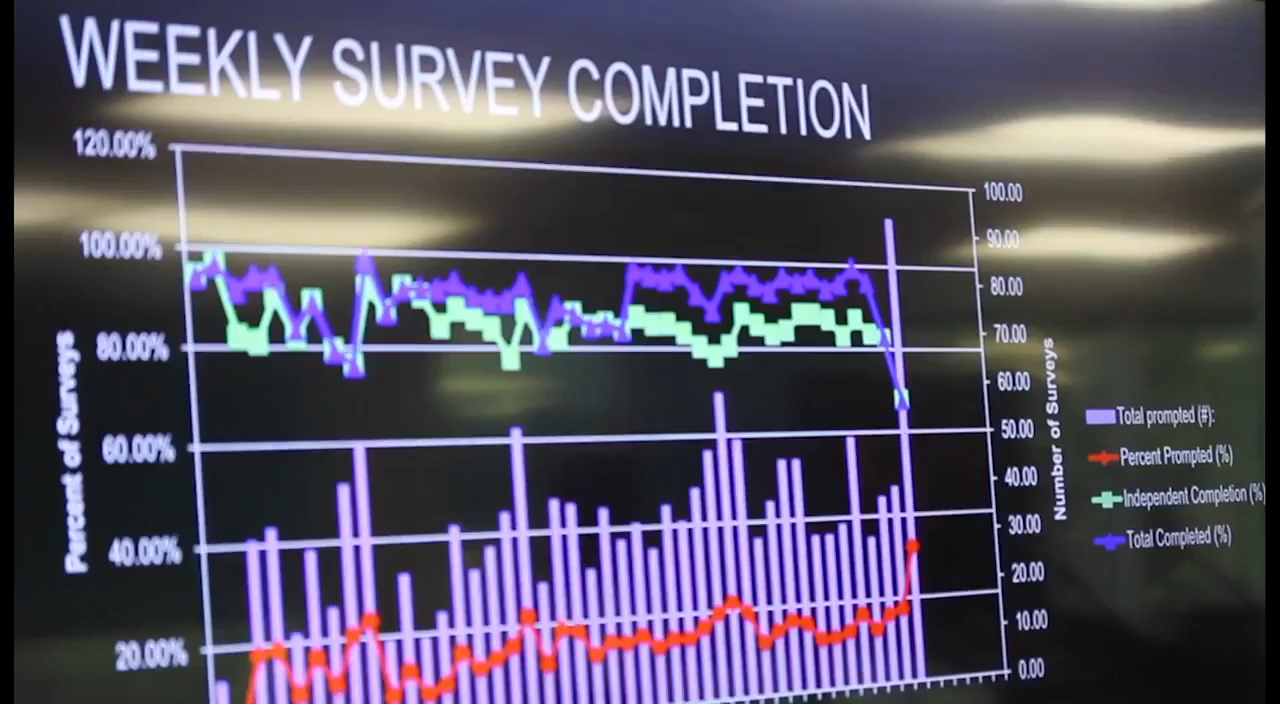 WEEKLY SURVEY COMPLETION
120.00%
100.00%
80.00%
60.00%
40.00%
20.00%
Percent of Surveys
100.00
90.00
80.00
70.00
60.00
50.00
40.00
30.00
20.00
10.00
0.00
Number of Surveys
Total prompted (#):
Percent Prompted (%)
Independent Completion (%)
Total Completed (%)